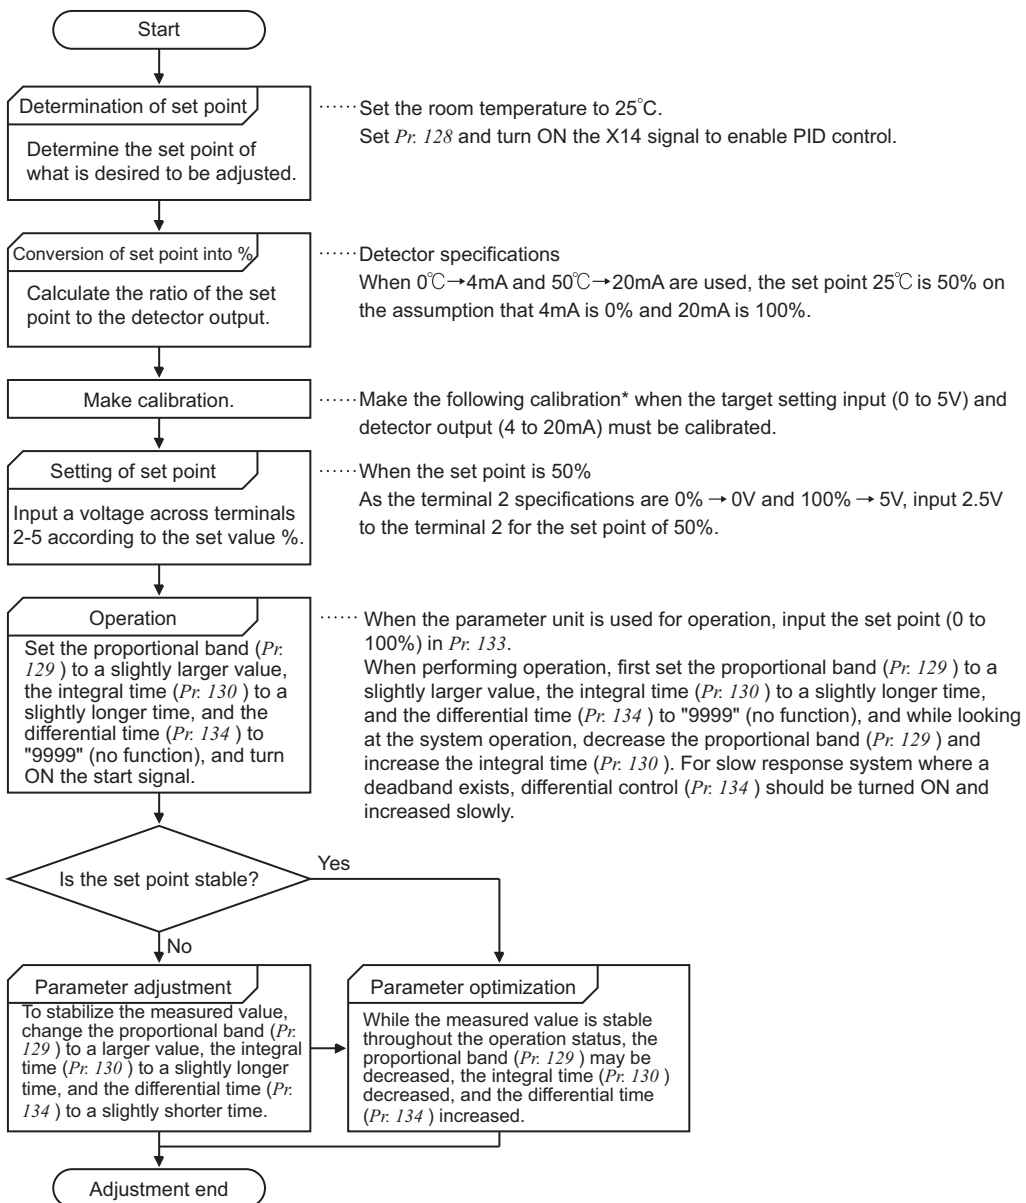 Start
Determination of set point
Determine the set point of
what is desired to be adjusted.
······Set the room temperature to 25°C.
Set Pr. 128 and turn ON the X14 signal to enable PID control.
Conversion of set point into %
Calculate the ratio of the set
point to the detector output.
······Detector specifications
When 0℃→4mA and 50℃→20mA are used, the set point 25℃ is 50% on
the assumption that 4mA is 0% and 20mA is 100%.
Make calibration.
······Make the following calibration* when the target setting input (0 to 5V) and
detector output (4 to 20mA) must be calibrated.
Setting of set point
Input a voltage across terminals
2-5 according to the set value %.
······When the set point is 50%
As the terminal 2 specifications are 0% → 0V and 100% → 5V, input 2.5V
to the terminal 2 for the set point of 50%.
Operation
Set the proportional band (Pr.
129 ) to a slightly larger value,
the integral time (Pr. 130 ) to a
slightly longer time, and the
differential time (Pr. 134 ) to
"9999" (no function), and turn
ON the start signal.
······ When the parameter unit is used for operation, input the set point (0 to
100%) in Pr. 133.
When performing operation, first set the proportional band (Pr. 129 ) to a
slightly larger value, the integral time (Pr. 130 ) to a slightly longer time,
and the differential time (Pr. 134 ) to "9999" (no function), and while looking
at the system operation, decrease the proportional band (Pr. 129 ) and
increase the integral time (Pr. 130 ). For slow response system where a
deadband exists, differential control (Pr. 134 ) should be turned ON and
increased slowly.
Is the set point stable?
Yes
No
Parameter adjustment
To stabilize the measured value,
change the proportional band (Pr.
129 ) to a larger value, the integral
time (Pr. 130 ) to a slightly longer
time, and the differential time (Pr.
134 ) to a slightly shorter time.
Parameter optimization
While the measured value is stable
throughout the operation status, the
proportional band (Pr. 129 ) may be
decreased, the integral time (Pr. 130 )
decreased, and the differential time
(Pr. 134 ) increased.
Adjustment end